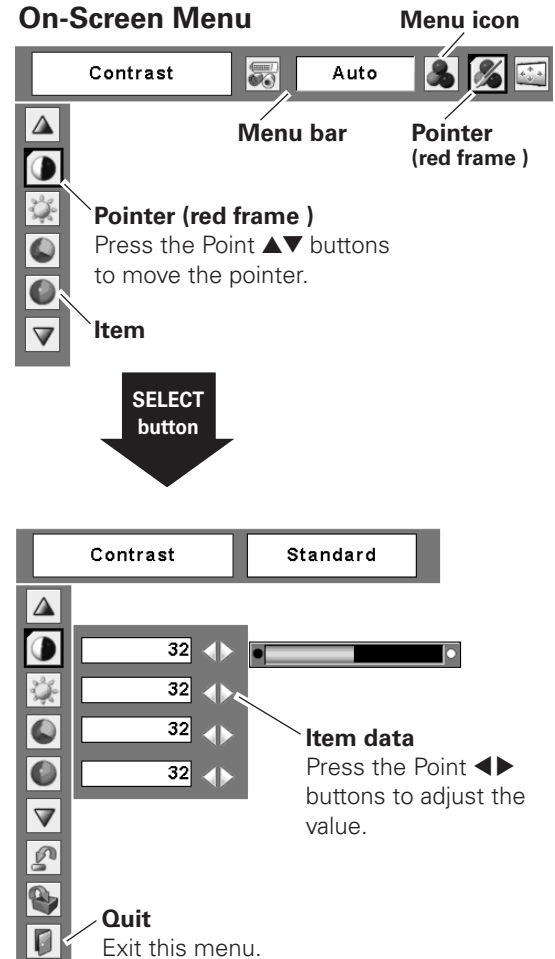 On-Screen Menu
Menu icon
Contrast
Auto
Menu bar
Pointer
(red frame )
Pointer (red frame )
Press the Point ▲▼ buttons
to move the pointer.
Item
SELECT
button
Contrast
Standard
32
32
32
32
Item data
Press the Point ◀▶
buttons to adjust the
value.
Quit
Exit this menu.